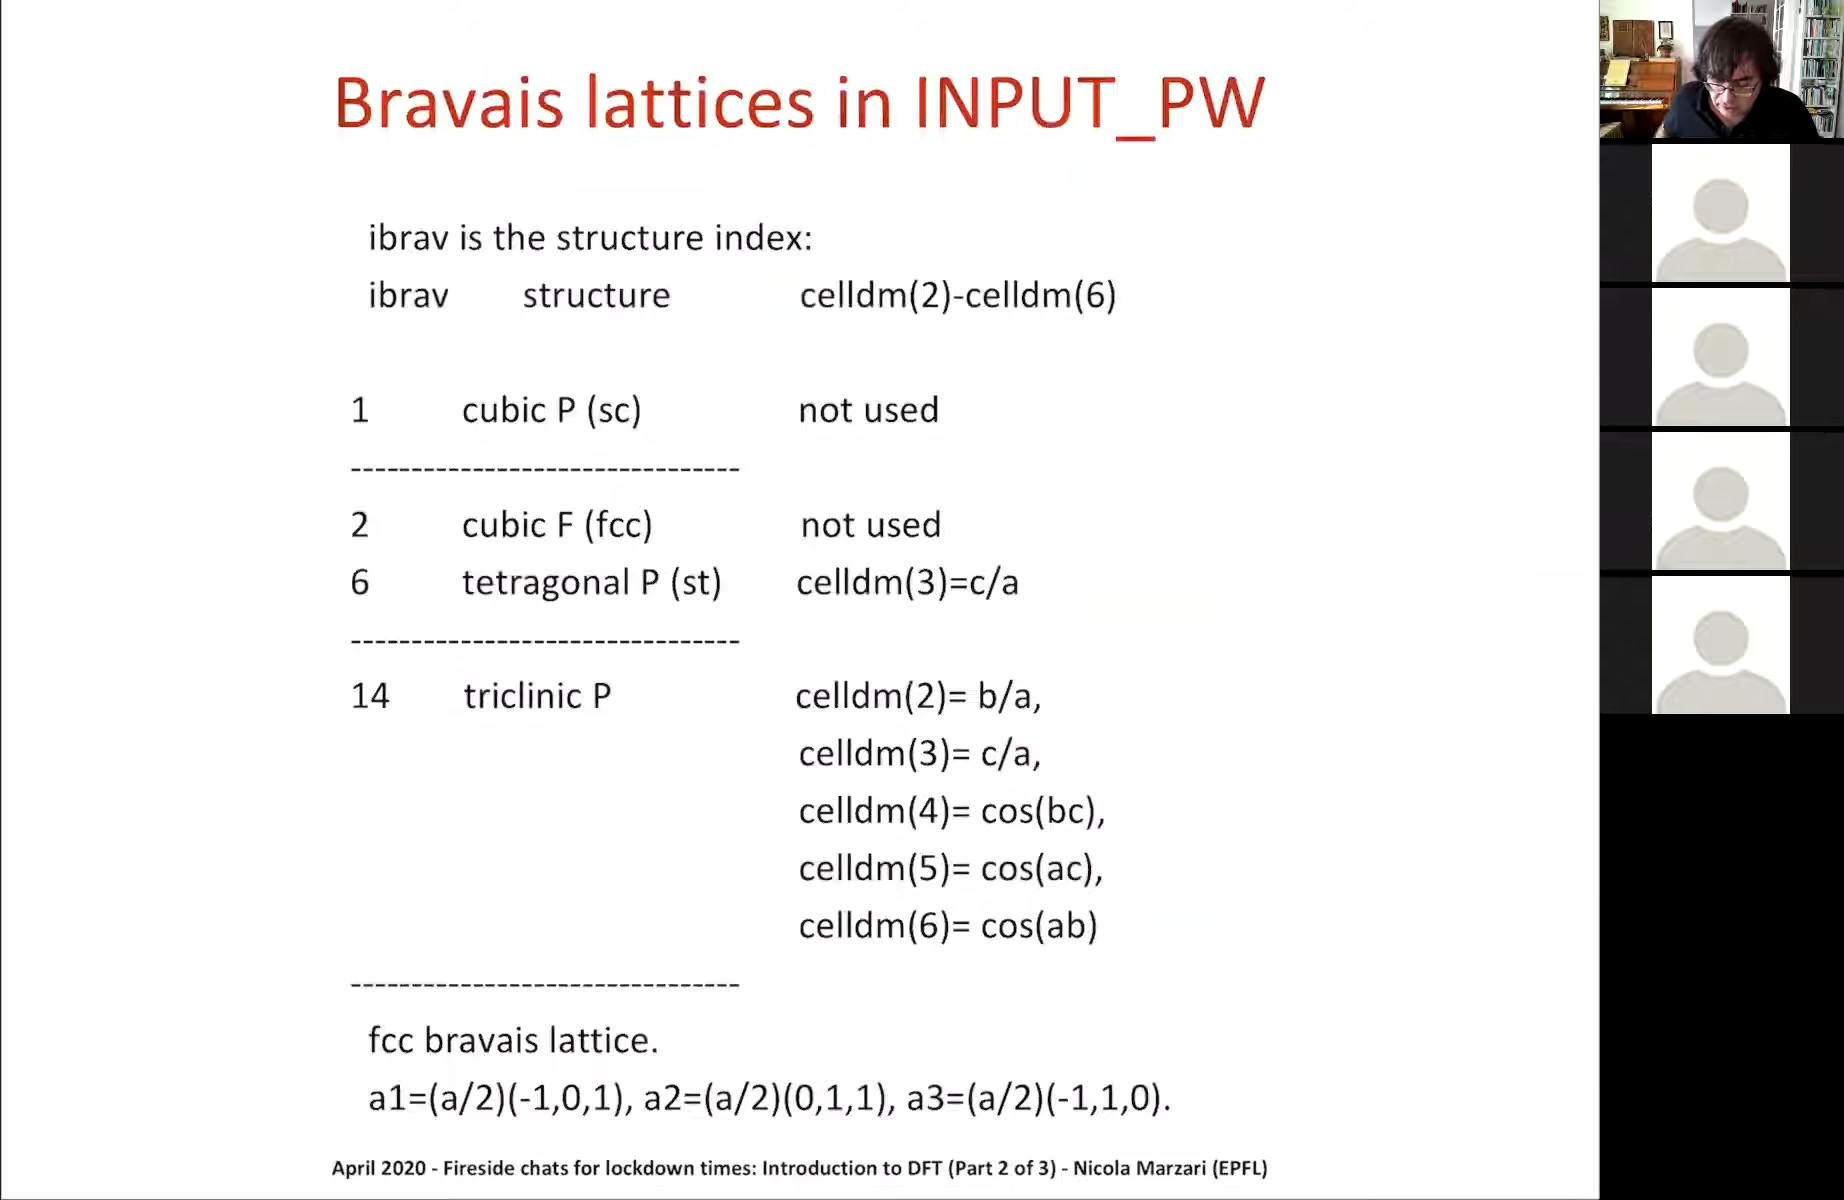 Bravais lattices in INPUT_PW
ibrav is the structure index:
ibrav structure celldm(2)-celldm(6)
1 cubic P (sc) not used
--------------------------------
2 cubic F (fcc) not used
6 tetragonal P (st) celldm(3)=c/a
--------------------------------
14 triclinic P celldm(2)= b/a,
celldm(3)= c/a,
celldm(4)= cos(bc),
celldm(5)= cos(ac),
celldm(6)= cos(ab)
--------------------------------
fcc bravais lattice.
a1=(a/2)(-1,0,1), a2=(a/2)(0,1,1), a3=(a/2)(-1,1,0).
April 2020 - Fireside chats for lockdown times: Introduction to DFT (Part 2 of 3) - Nicola Marzari (EPFL)